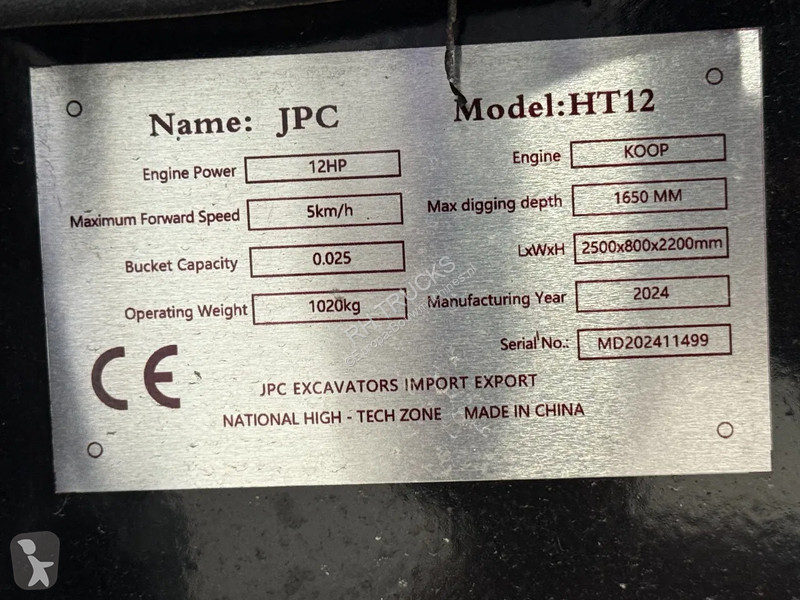 Name: JPC
Model:HT12
Engine Power 12HP
Engine KOOP
Maximum Forward Speed 5km/h
Max digging depth 1650 MM
Bucket Capacity 0.025
LxWxH 2500x800x2200mm
Operating Weight 1020kg
Manufacturing Year 2024
Serial No.: MD202411499
CE
JPC EXCAVATORS IMPORT EXPORT
NATIONAL HIGH - TECH ZONE MADE IN CHINA